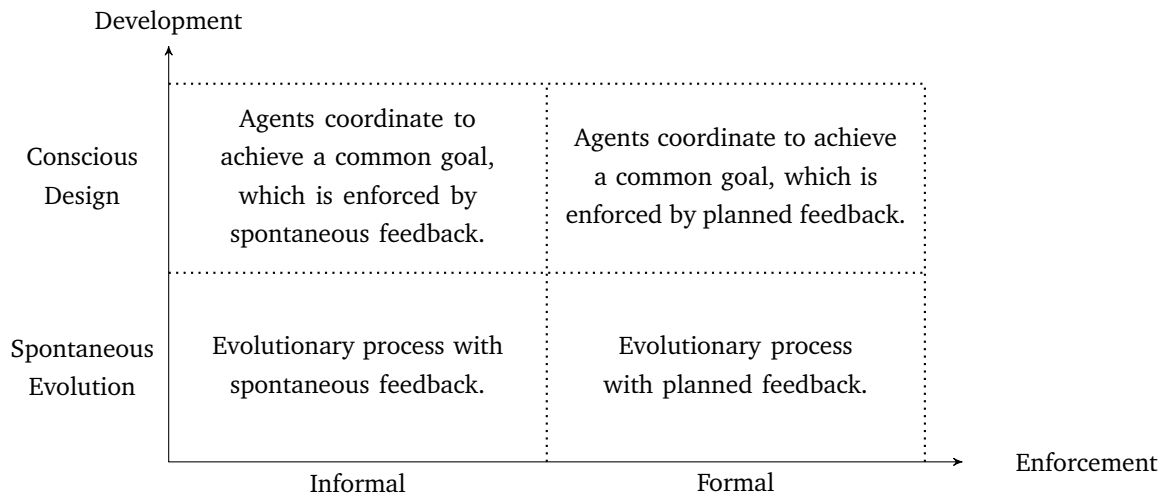 Development
Conscious
Design
Agents coordinate to
achieve a common goal,
which is enforced by
spontaneous feedback.
Agents coordinate to achieve
a common goal, which is
enforced by planned feedback.
Spontaneous
Evolution
Evolutionary process with
spontaneous feedback.
Evolutionary process
with planned feedback.
Informal
Formal
Enforcement